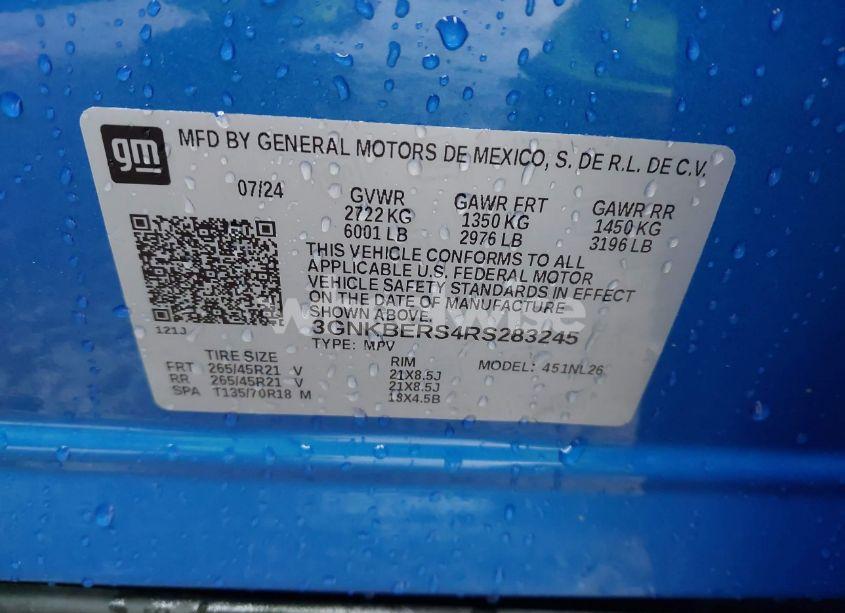 gm
MFD BY GENERAL MOTORS DE MEXICO, S. DE R.L. DE C.V.
07/24 GVWR GAWR FRT GAWR RR
2722 KG 1350 KG 1450 KG
6001 LB 2976 LB 3196 LB
THIS VEHICLE CONFORMS TO ALL
APPLICABLE U.S. FEDERAL MOTOR
VEHICLE SAFETY STANDARDS IN EFFECT
ON THE DATE OF MANUFACTURE
SHOWN ABOVE.
121J
3GNKBERS4RS283245
TYPE: MPV
TIRE SIZE RIM MODEL: 451NL26
FRT 265/45R21 V 21X8.5J
RR 265/45R21 V 21X8.5J
SPA T135/70R18 M 18X4.5B